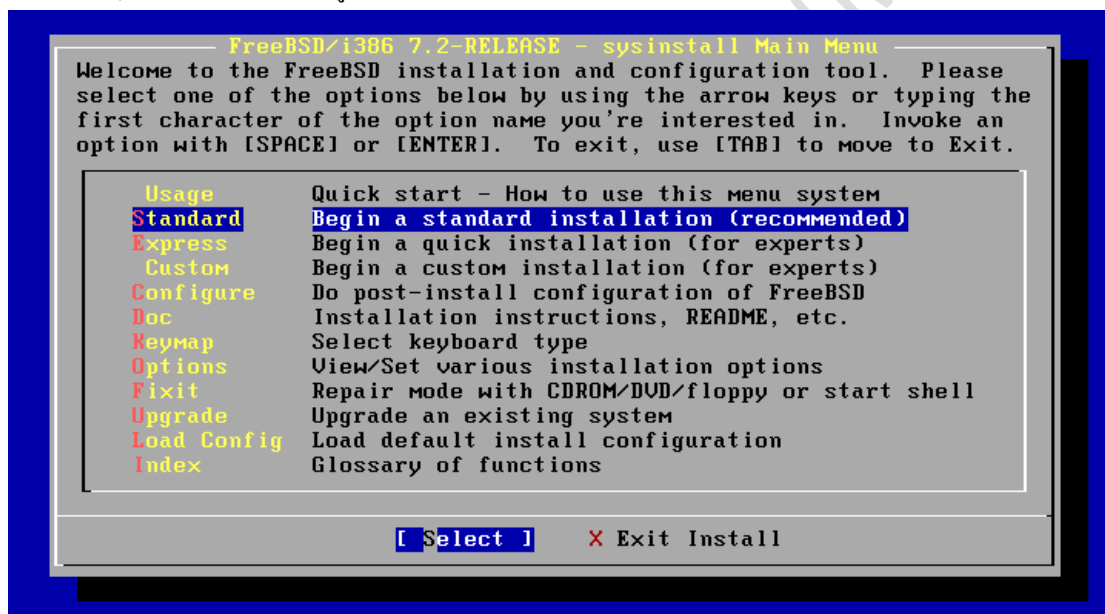 FreeBSD/i386 7.2-RELEASE - sysinstall Main Menu
Welcome to the FreeBSD installation and configuration tool.  Please
select one of the options below by using the arrow keys or typing the
first character of the option name you're interested in.  Invoke an
option with [SPACE] or [ENTER].  To exit, use [TAB] to move to Exit.
Usage Quick start - How to use this menu system
Standard Begin a standard installation (recommended)
Express Begin a quick installation (for experts)
Custom Begin a custom installation (for experts)
Configure Do post-install configuration of FreeBSD
Doc Installation instructions, README, etc.
Keymap Select keyboard type
Options View/Set various installation options
Fixit Repair mode with CDROM/DVD/floppy or start shell
Upgrade Upgrade an existing system
Load Config Load default install configuration
Index Glossary of functions
[ Select ] X Exit Install